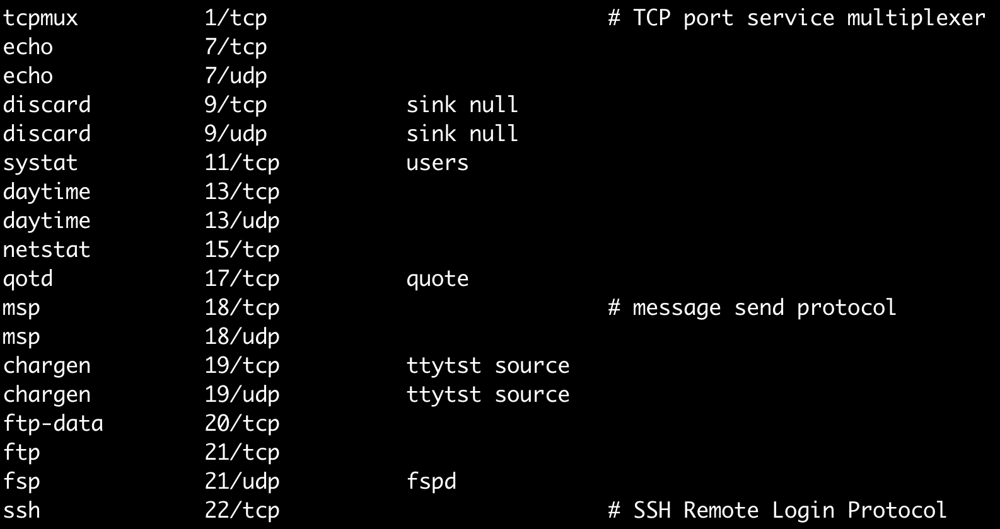 tcpmux          1/tcp                           # TCP port service multiplexer
echo            7/tcp
echo            7/udp
discard         9/tcp           sink null
discard         9/udp           sink null
systat          11/tcp          users
daytime         13/tcp
daytime         13/udp
netstat         15/tcp
qotd            17/tcp          quote
msp             18/tcp                          # message send protocol
msp             18/udp
chargen         19/tcp          ttytst source
chargen         19/udp          ttytst source
ftp-data        20/tcp
ftp             21/tcp
fsp             21/udp          fspd
ssh             22/tcp                          # SSH Remote Login Protocol